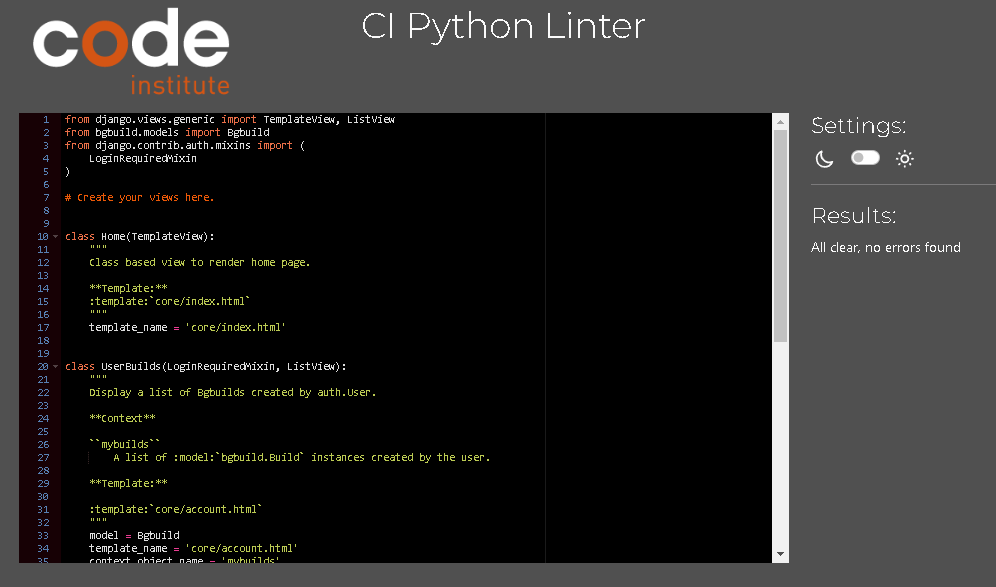 code
institute
CI Python Linter
1 from django.views.generic import TemplateView, ListView
2 from bgbuild.models import Bgbuild
3 from django.contrib.auth.mixins import (
4     LoginRequiredMixin
5 )
6
7 # Create your views here.
8
9
10 class Home(TemplateView):
11     """
12     Class based view to render home page.
13
14     **Template:**
15     :template:`core/index.html`
16     """
17     template_name = 'core/index.html'
18
19
20 class UserBuilds(LoginRequiredMixin, ListView):
21     """
22     Display a list of Bgbuilds created by auth.User.
23
24     **Context**
25
26     ``mybuilds``
27         A list of :model:`bgbuild.Build` instances created by the user.
28
29     **Template:**
30
31     :template:`core/account.html`
32     """
33     model = Bgbuild
34     template_name = 'core/account.html'
35     context_object_name = 'mybuilds'
Settings:
Results:
All clear, no errors found